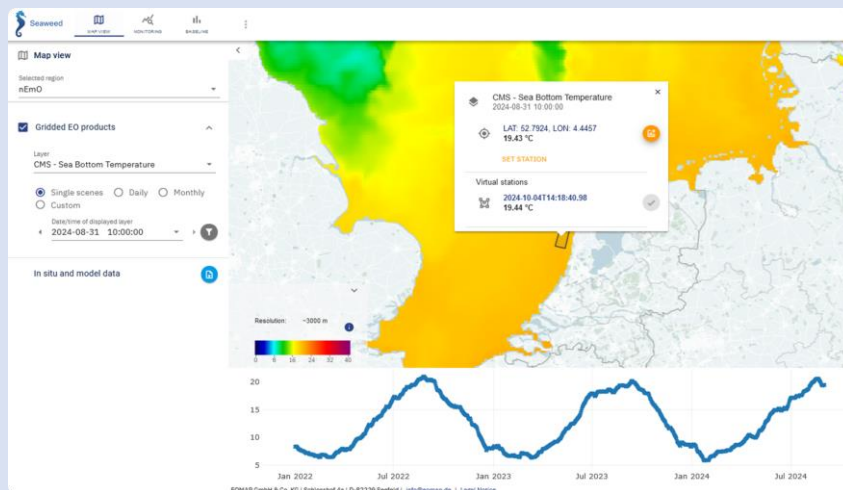 Seaweed
MAP VIEW
MONITORING
BASELINE
Map view
Selected region
nEmO
Gridded EO products
Layer
CMS - Sea Bottom Temperature
Single scenes
Daily
Monthly
Custom
Date/time of displayed layer
2024-08-31 10:00:00
In situ and model data
CMS - Sea Bottom Temperature
2024-08-31 10:00:00
LAT: 52.7924, LON: 4.4457
19.43 °C
SET STATION
Virtual stations
2024-10-04T14:18:40.98
19.44 °C
Resolution: ~3000 m
0 8 16 24 32 40
20
15
10
5
Jan 2022
Jul 2022
Jan 2023
Jul 2023
Jan 2024
Jul 2024